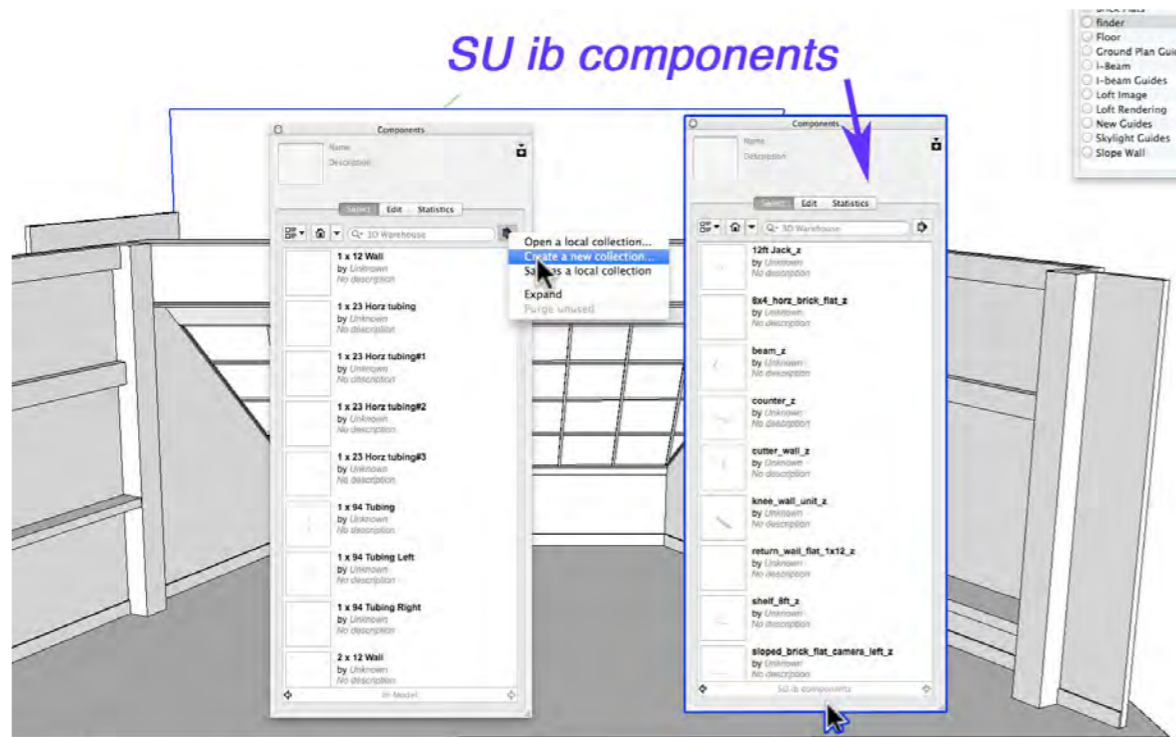 SU ib components
Brick Flats
finder
Floor
Ground Plan Guid
I-Beam
I-beam Guides
Loft Image
Loft Rendering
New Guides
Skylight Guides
Slope Wall
Components
Name
Description
Select Edit Statistics
3D Warehouse
1 x 12 Wall
by Unknown
No description
1 x 23 Horz tubing
by Unknown
No description
1 x 23 Horz tubing#1
by Unknown
No description
1 x 23 Horz tubing#2
by Unknown
No description
1 x 23 Horz tubing#3
by Unknown
No description
1 x 94 Tubing
by Unknown
No description
1 x 94 Tubing Left
by Unknown
No description
1 x 94 Tubing Right
by Unknown
No description
2 x 12 Wall
by Unknown
No description
In Model
Open a local collection...
Create a new collection...
as a local collection
Expand
Purge unused
Components
Name
Description
Select Edit Statistics
3D Warehouse
12ft Jack_z
by Unknown
No description
8x4_horz_brick_flat_z
by Unknown
No description
beam_z
by Unknown
No description
counter_z
by Unknown
No description
cutter_wall_z
by Unknown
No description
knee_wall_unit_z
by Unknown
No description
return_wall_flat_1x12_z
by Unknown
No description
shelf_8ft_z
by Unknown
No description
sloped_brick_flat_camera_left_z
by Unknown
No description
SU ib components